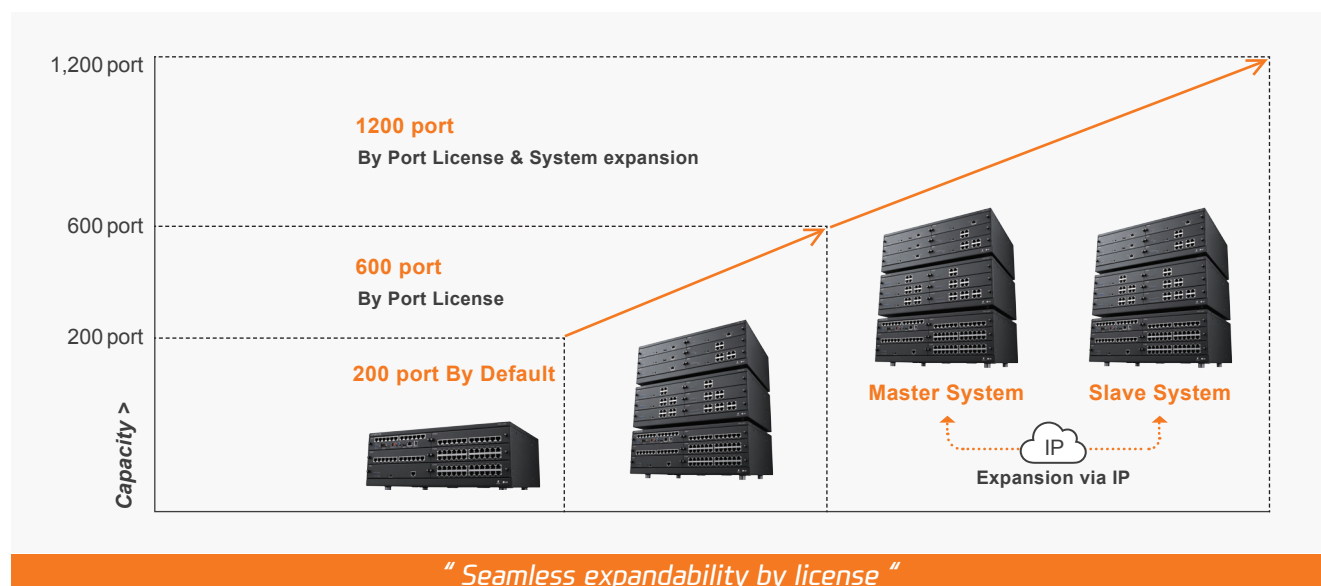 1,200 port
1200 port
By Port License & System expansion
600 port
600 port
By Port License
200 port
200 port By Default
Capacity >
Master System
Slave System
IP
Expansion via IP
" Seamless expandability by license "